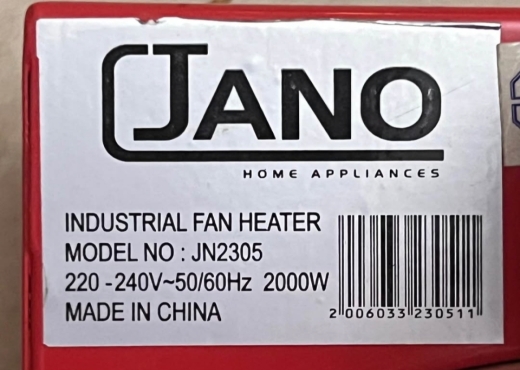 JANO
HOME APPLIANCES
INDUSTRIAL FAN HEATER
MODEL NO : JN2305
220 - 240V~50/60Hz 2000W
MADE IN CHINA
2 006033 230511